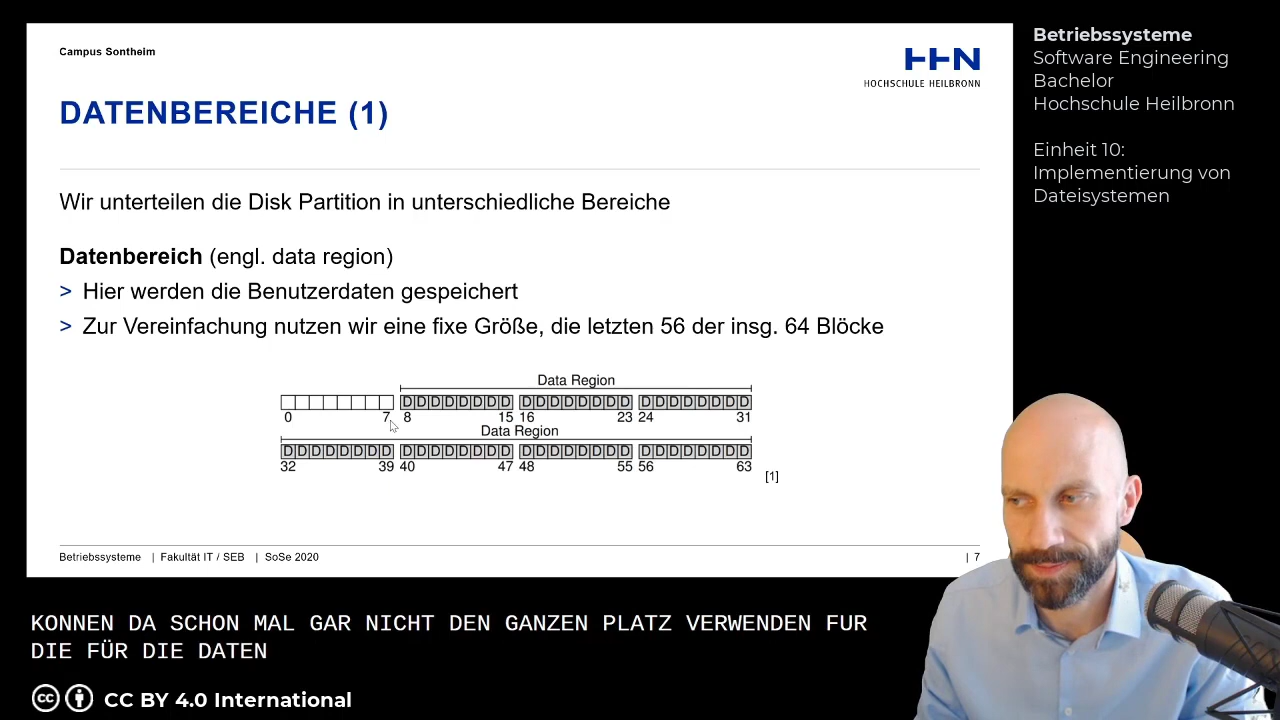 Campus Sontheim
HHN
HOCHSCHULE HEILBRONN
DATENBEREICHE (1)
Wir unterteilen die Disk Partition in unterschiedliche Bereiche
Datenbereich (engl. data region)
> Hier werden die Benutzerdaten gespeichert
> Zur Vereinfachung nutzen wir eine fixe Größe, die letzten 56 der insg. 64 Blöcke
Data Region
D D D D D D D D D D D D D D D D D D D D D D D D
0 7 8 15 16 23 24 31
Data Region
D D D D D D D D D D D D D D D D D D D D D D D D D D D D D D D D
32 39 40 47 48 55 56 63
[1]
Betriebssysteme | Fakultät IT / SEB | SoSe 2020 | 7
Betriebssysteme
Software Engineering
Bachelor
Hochschule Heilbronn
Einheit 10:
Implementierung von
Dateisystemen
KONNEN DA SCHON MAL GAR NICHT DEN GANZEN PLATZ VERWENDEN FUR
DIE FÜR DIE DATEN
cc CC BY 4.0 International